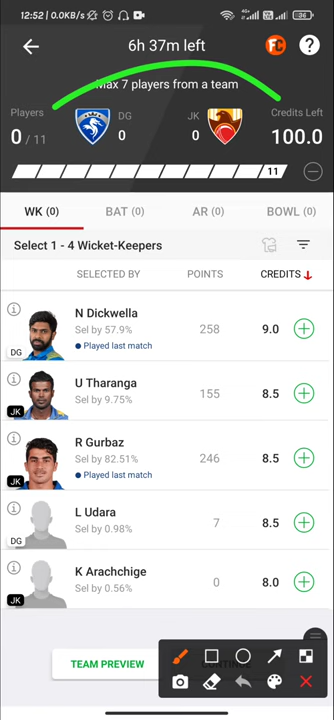 12:52 | 0.0KB/s
4G+
36
6h 37m left
FC
?
Max 7 players from a team
Players
DG
JK
Credits Left
0 / 11
0
0
100.0
11
WK (0)
BAT (0)
AR (0)
BOWL (0)
Select 1 - 4 Wicket-Keepers
SELECTED BY
POINTS
CREDITS
i
N Dickwella
Sel by 57.9%
Played last match
258
9.0
DG
i
U Tharanga
Sel by 9.75%
155
8.5
JK
i
R Gurbaz
Sel by 82.51%
Played last match
246
8.5
JK
i
L Udara
Sel by 0.98%
7
8.5
DG
i
K Arachchige
Sel by 0.56%
0
8.0
JK
TEAM PREVIEW
CONTINUE